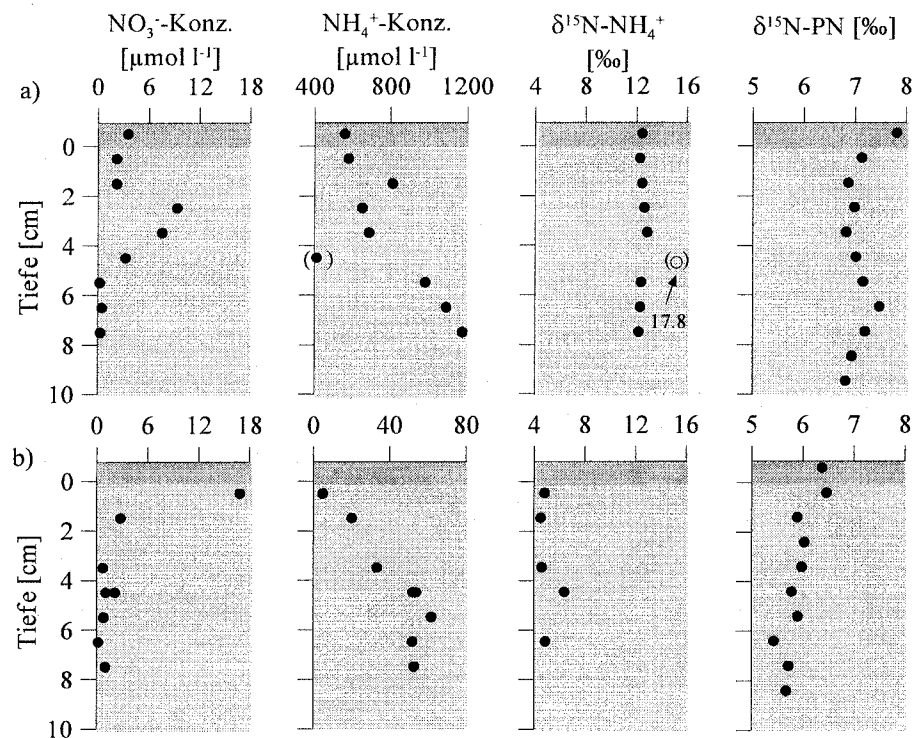 NO₃⁻-Konz. NH₄⁺-Konz. δ¹⁵N-NH₄⁺ δ¹⁵N-PN [‰]
[µmol l⁻¹] [µmol l⁻¹] [‰]
a) 0 6 12 18 400 800 1200 4 8 12 16 5 6 7 8
0
2
4
( ) (○)
6
17.8
8
10
Tiefe [cm]
0 6 12 18 0 40 80 4 8 12 16 5 6 7 8
b)
0
2
4
6
8
10
Tiefe [cm]